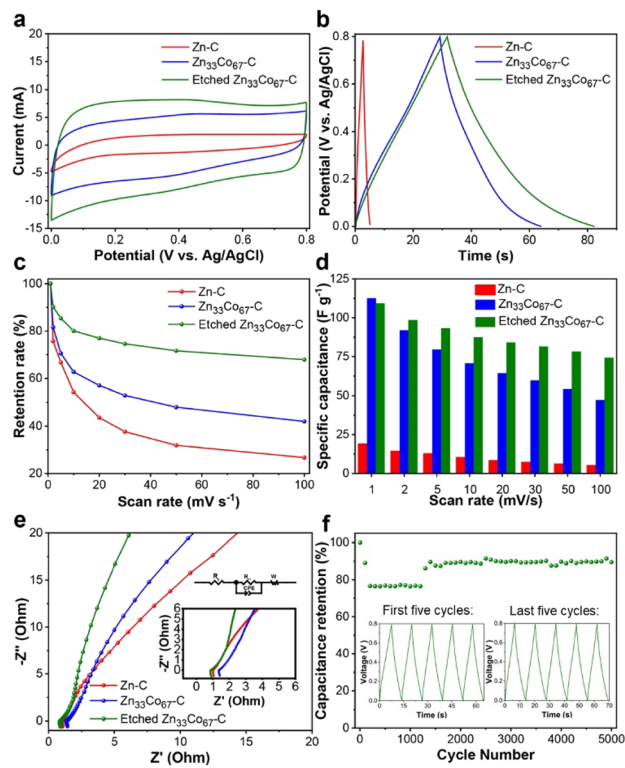 a
20
15
10
5
0
-5
-10
-15
0.0 0.2 0.4 0.6 0.8
Current (mA)
Potential (V vs. Ag/AgCl)
Zn-C
Zn33Co67-C
Etched Zn33Co67-C
b
0.8
0.6
0.4
0.2
0.0
0 20 40 60 80
Potential (V vs. Ag/AgCl)
Time (s)
Zn-C
Zn33Co67-C
Etched Zn33Co67-C
c
100
80
60
40
20
0 20 40 60 80 100
Retention rate (%)
Scan rate (mV s-1)
Zn-C
Zn33Co67-C
Etched Zn33Co67-C
d
125
100
75
50
25
0
1 2 5 10 20 30 50 100
Specific capacitance (F g-1)
Scan rate (mV/s)
Zn-C
Zn33Co67-C
Etched Zn33Co67-C
e
20
15
10
5
0
0 5 10 15 20
-Z'' (Ohm)
Z' (Ohm)
Zn-C
Zn33Co67-C
Etched Zn33Co67-C
CPE
W
6
5
4
3
2
1
0
0 1 2 3 4 5 6
-Z'' (Ohm)
Z' (Ohm)
f
100
80
60
40
20
0
0 1000 2000 3000 4000 5000
Capacitance retention (%)
Cycle Number
First five cycles:
0.8
0.6
0.4
0.2
0.0
0 10 20 30 40 50 60
Voltage (V )
Time (s)
Last five cycles:
0.8
0.6
0.4
0.2
0.0
0 10 20 30 40 50 60 70
Voltage (V )
Time (s)